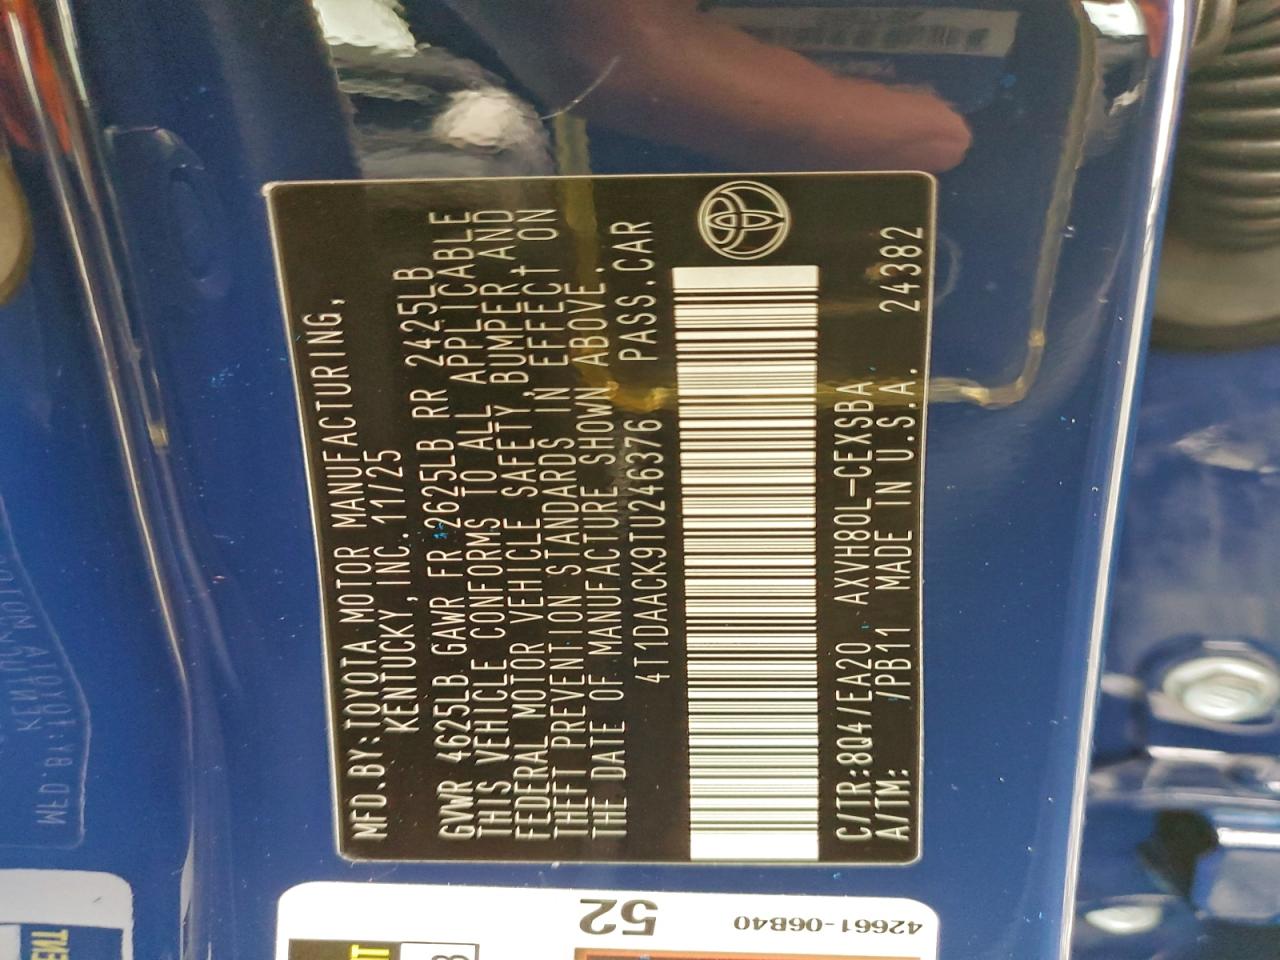 MFD.BY:TOYOTA MOTOR MANUFACTURING,
KENTUCKY,INC. 11/25
GVWR 4625LB GAWR FR 2625LB RR 2425LB
THIS VEHICLE CONFORMS TO ALL APPLICABLE
FEDERAL MOTOR VEHICLE SAFETY,BUMPER AND
THEFT PREVENTION STANDARDS IN EFFECT ON
THE DATE OF MANUFACTURE SHOWN ABOVE.
4T1DAACK9TU246376 PASS.CAR
C/TR:8Q4/EA20 AXVH80L-CEXSBA
A/TM: /PB11 MADE IN U.S.A. 24382
52
42661-06B40